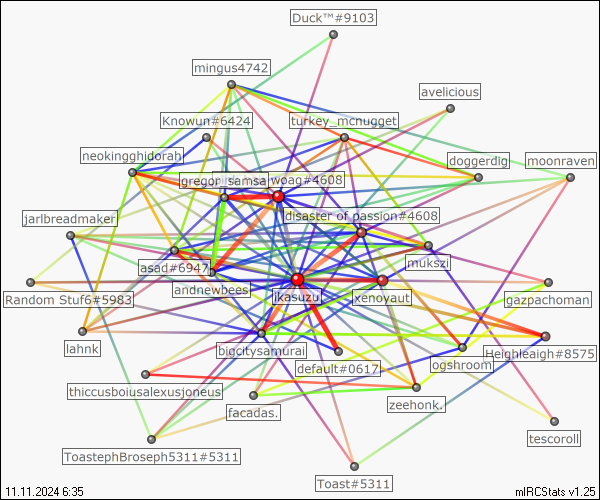 Duck™#9103
mingus4742
avelicious
Knowun#6424
turkey_mcnugget
neokingghidorah
doggerdig
moonraven
gregor_samsa
woag#4608
jarlbreadmaker
disaster of passion#4608
mukszi
asad#6947
andnewbees
jkasuzu
xenoyaut
Random Stuf6#5983
gazpachoman
lahnk
bigcitysamurai
default#0617
ogshroom
Heighleaigh#8575
thiccusboiusalexusjoneus
zeehonk.
facadas.
tescoroll
ToastephBroseph5311#5311
Toast#5311
11.11.2024 6:35
mIRCStats v1.25